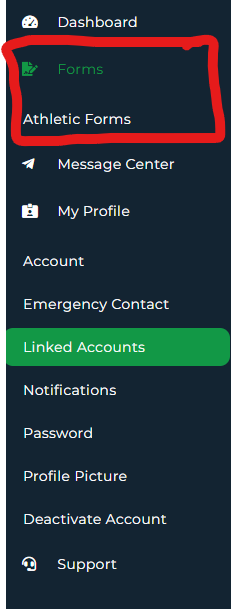 Dashboard
Forms
Athletic Forms
Message Center
My Profile
Account
Emergency Contact
Linked Accounts
Notifications
Password
Profile Picture
Deactivate Account
Support